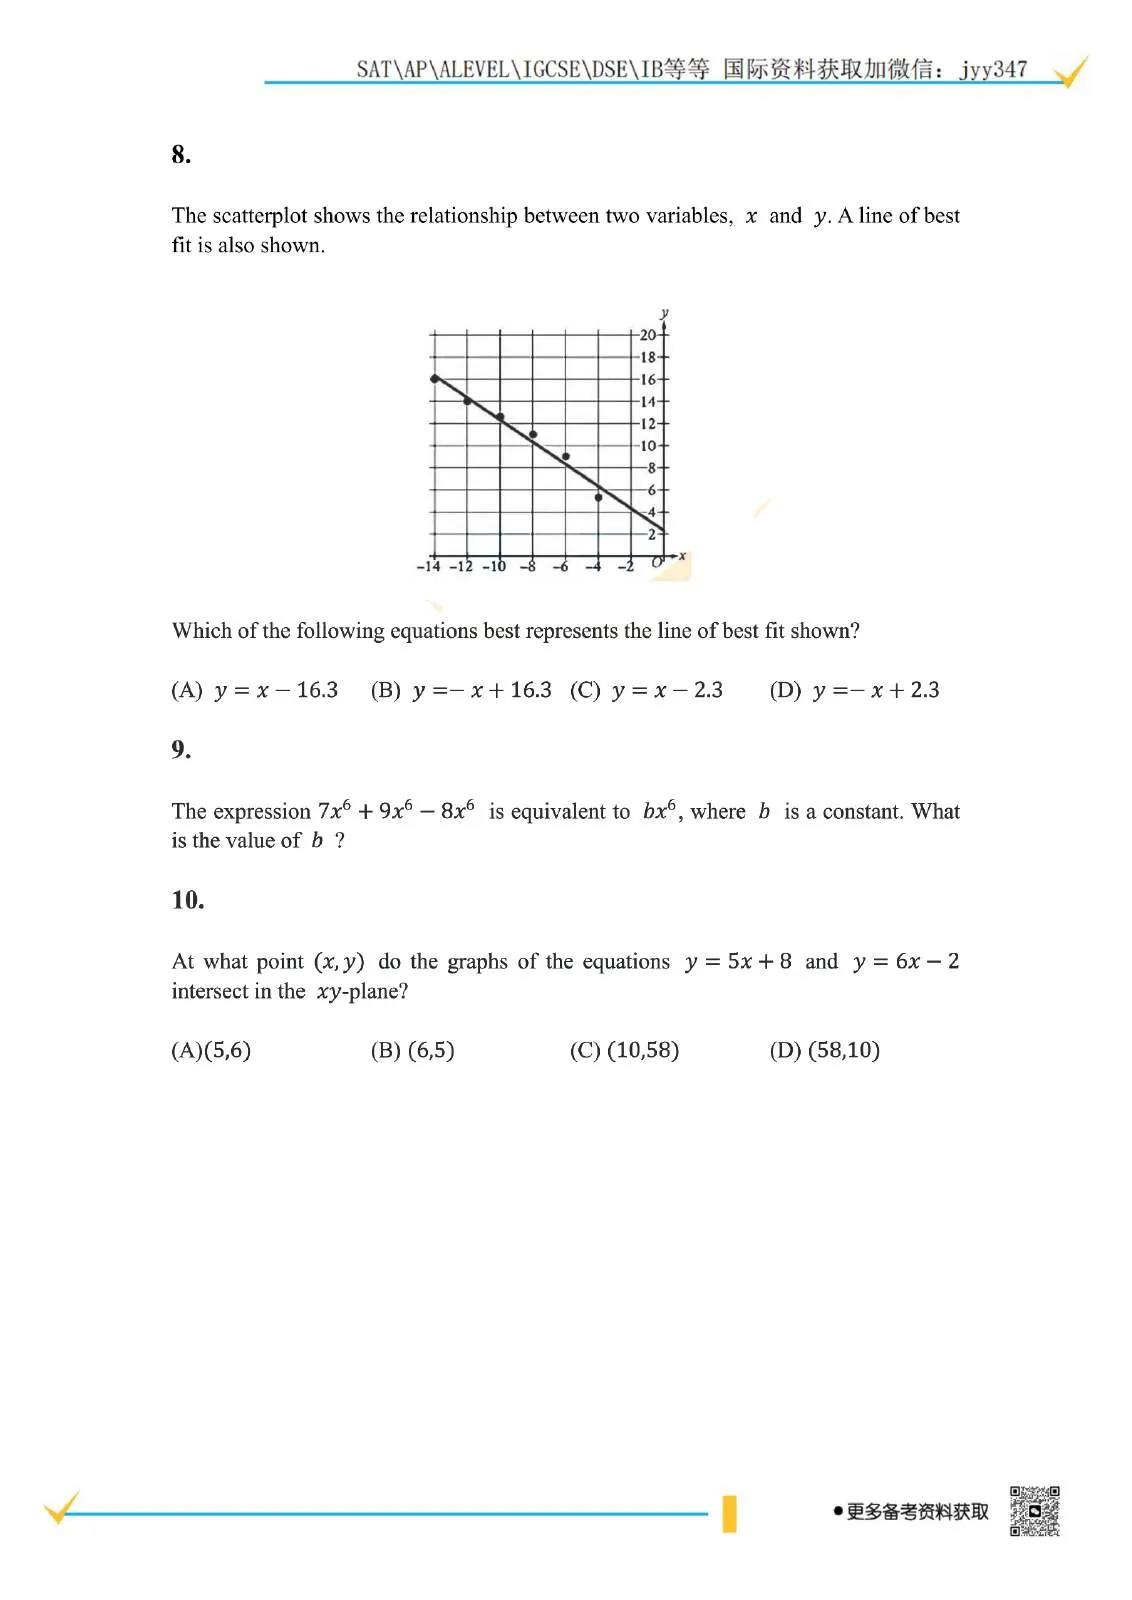 SAT\AP\ALEVEL\IGCSE\DSE\IB等等 国际资料获取加微信：jyy347
8.
The scatterplot shows the relationship between two variables, x and y. A line of best
fit is also shown.
y
20
18
16
14
12
10
8
6
4
2
-14 -12 -10 -8 -6 -4 -2 O x
Which of the following equations best represents the line of best fit shown?
(A) y = x − 16.3 (B) y =− x + 16.3 (C) y = x − 2.3 (D) y =− x + 2.3
9.
The expression 7x⁶ + 9x⁶ − 8x⁶ is equivalent to bx⁶, where b is a constant. What
is the value of b ?
10.
At what point (x, y) do the graphs of the equations y = 5x + 8 and y = 6x − 2
intersect in the xy-plane?
(A)(5,6) (B) (6,5) (C) (10,58) (D) (58,10)
●更多备考资料获取